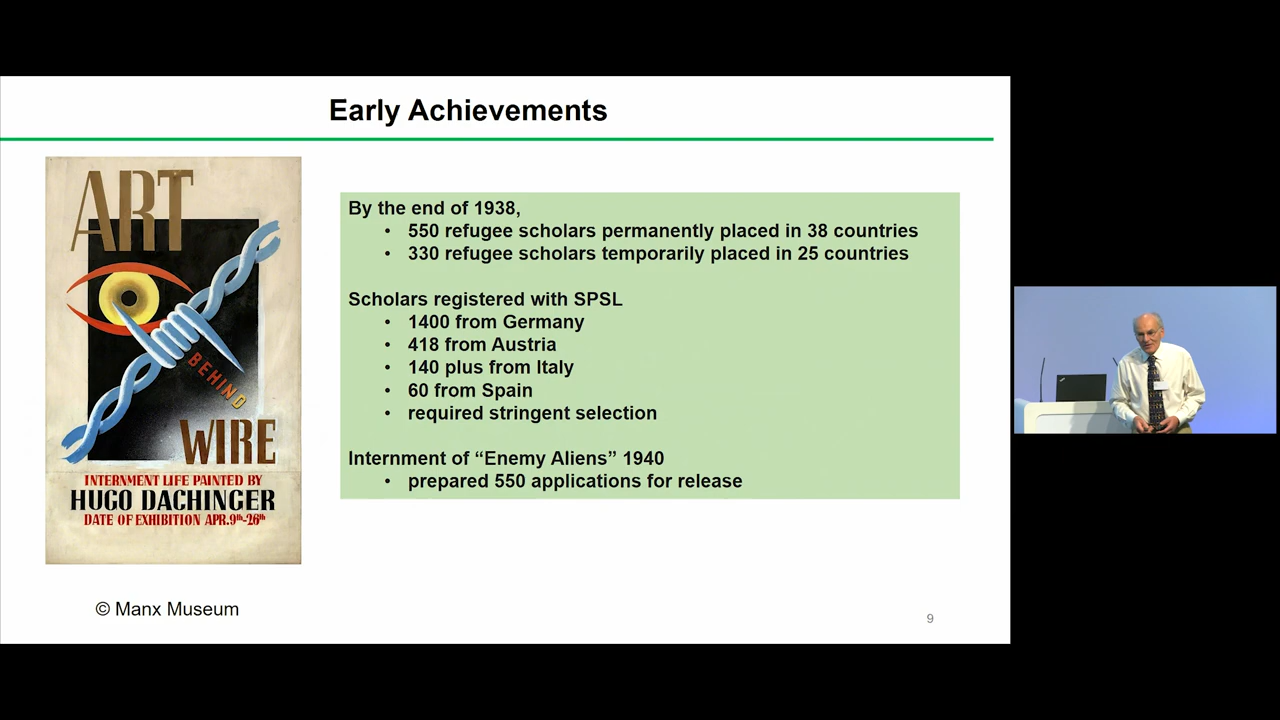 Early Achievements
ART
BEHIND
WIRE
INTERNMENT LIFE PAINTED BY
HUGO DACHINGER
DATE OF EXHIBITION APR.9th-26th
© Manx Museum
By the end of 1938,
• 550 refugee scholars permanently placed in 38 countries
• 330 refugee scholars temporarily placed in 25 countries
Scholars registered with SPSL
• 1400 from Germany
• 418 from Austria
• 140 plus from Italy
• 60 from Spain
• required stringent selection
Internment of “Enemy Aliens” 1940
• prepared 550 applications for release
9